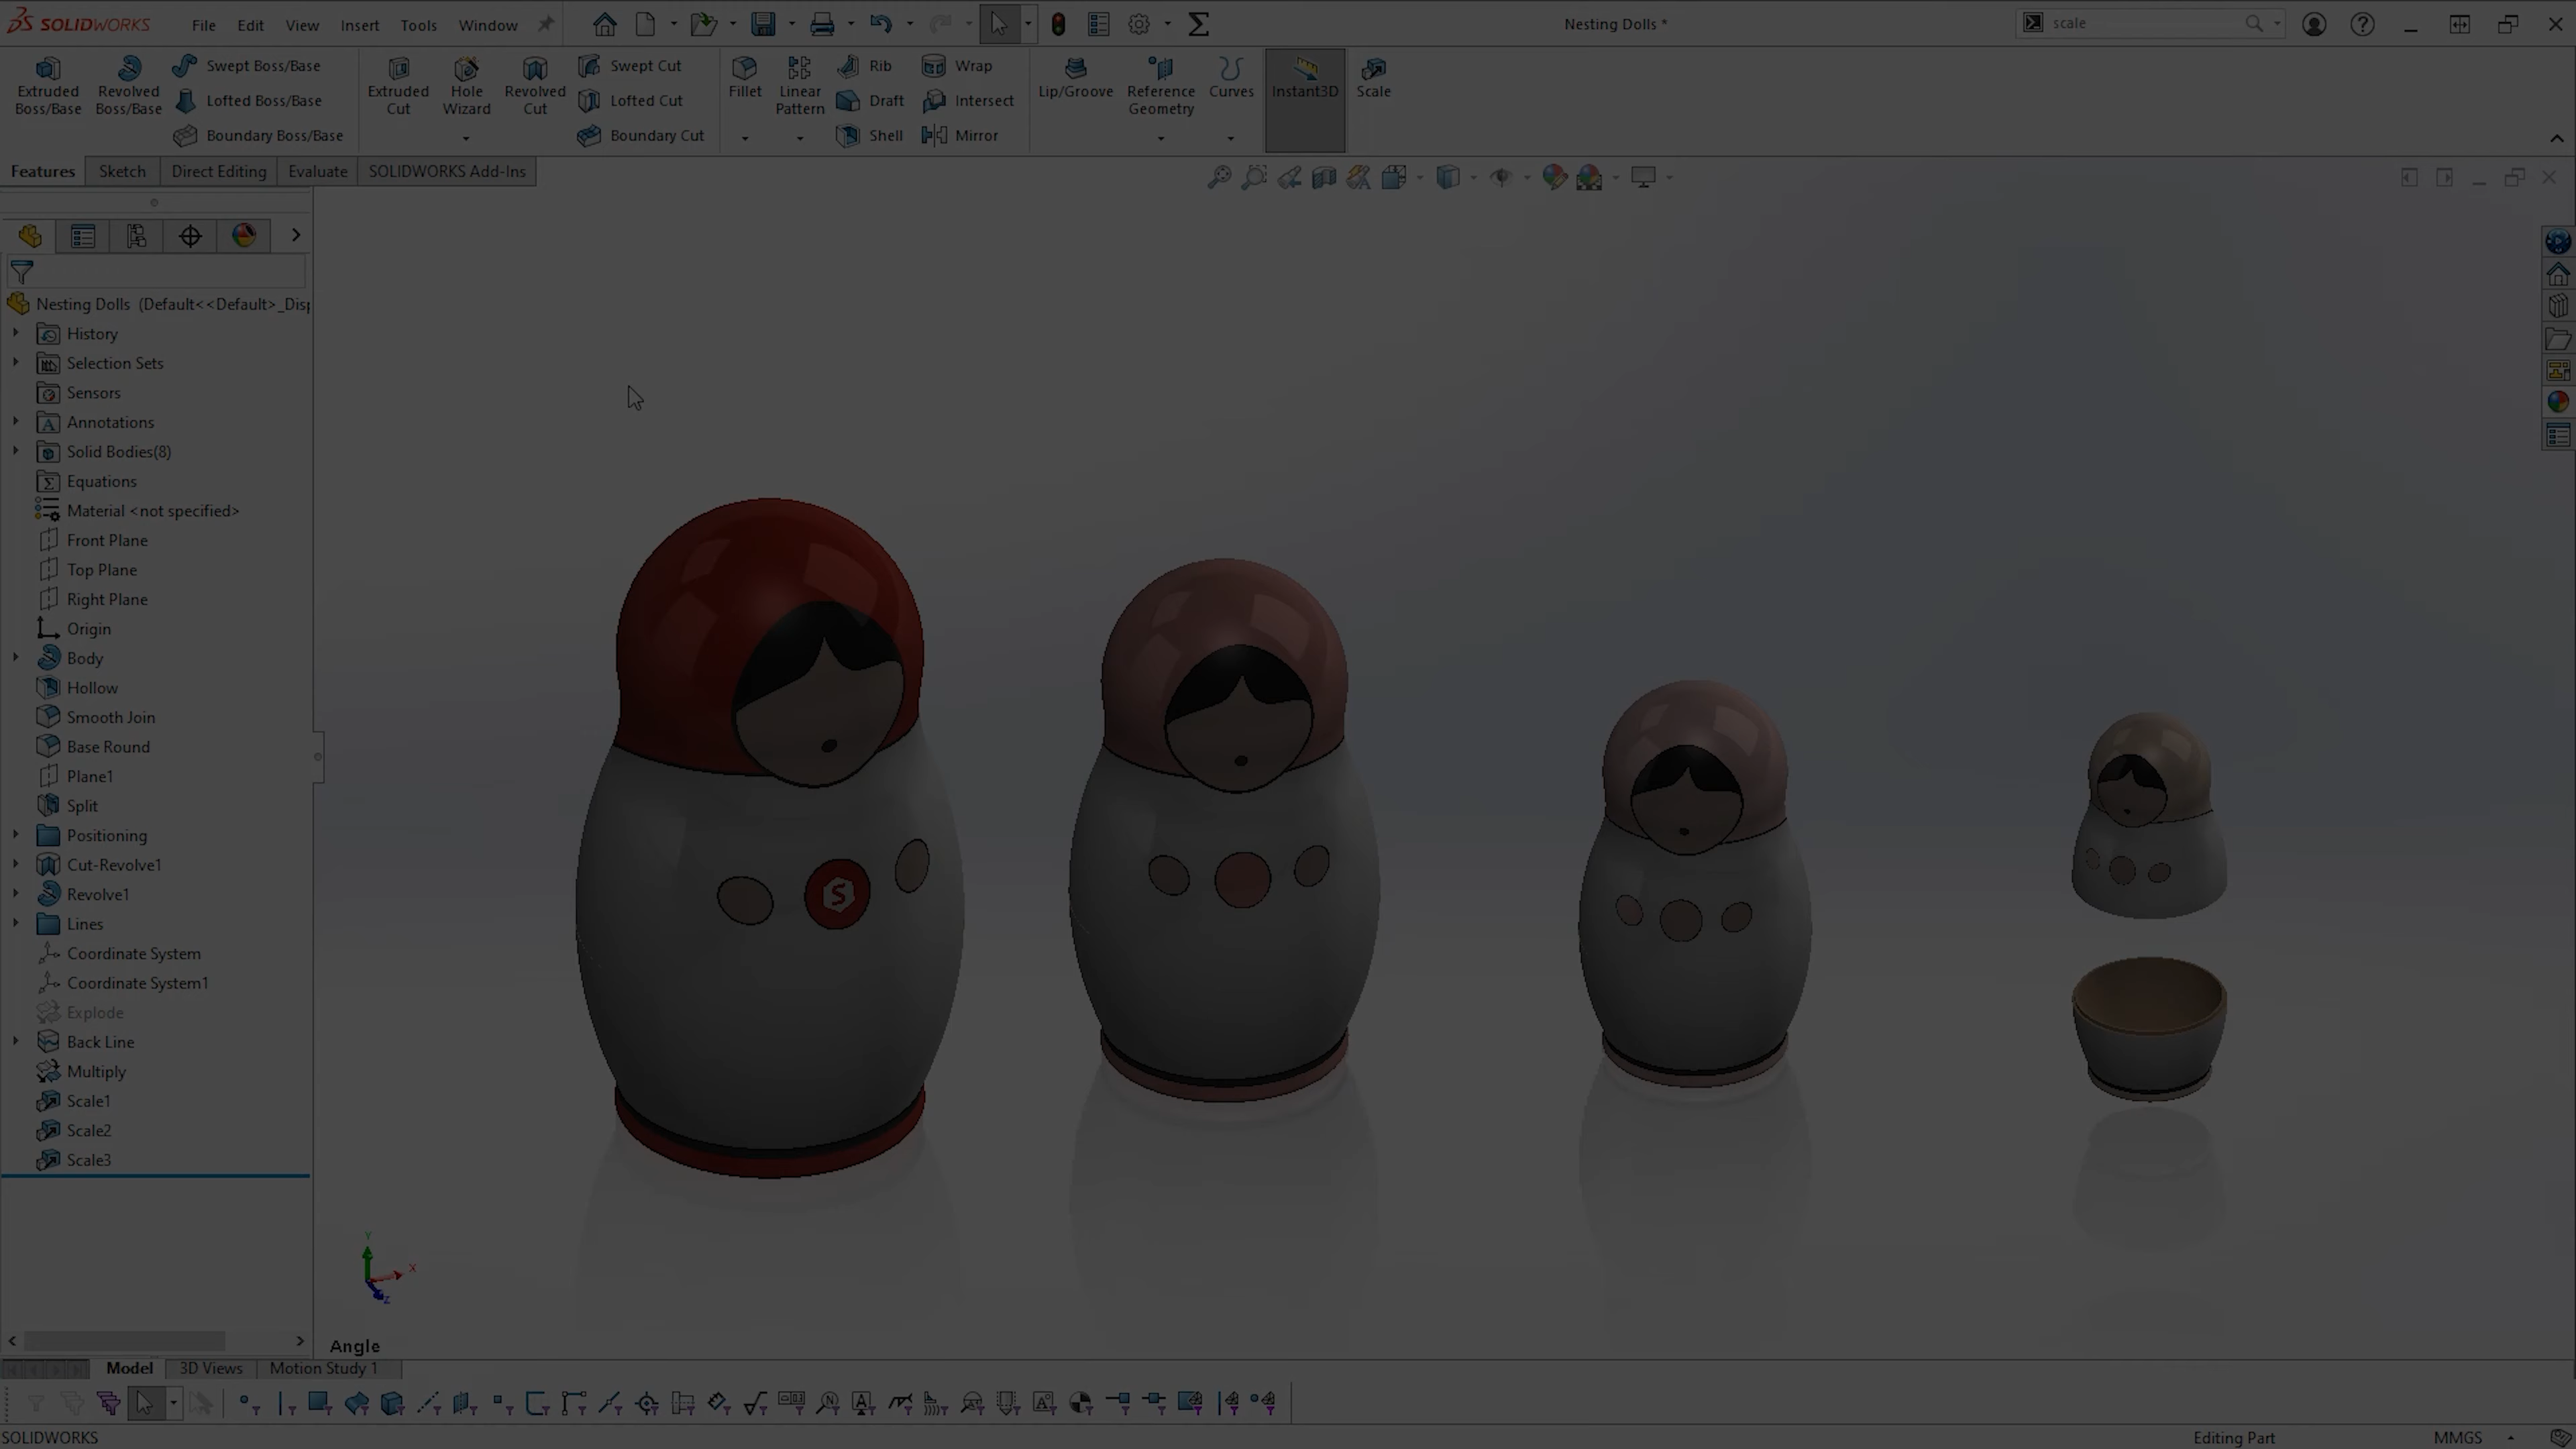 SOLIDWORKS File Edit View Insert Tools Window Nesting Dolls * scale
Extruded Boss/Base
Revolved Boss/Base
Swept Boss/Base
Lofted Boss/Base
Boundary Boss/Base
Extruded Cut
Hole Wizard
Revolved Cut
Swept Cut
Lofted Cut
Boundary Cut
Fillet
Linear Pattern
Rib
Draft
Shell
Wrap
Intersect
Mirror
Lip/Groove
Reference Geometry
Curves
Instant3D
Scale
Features Sketch Direct Editing Evaluate SOLIDWORKS Add-Ins
Nesting Dolls (Default<<Default>_Disp
History
Selection Sets
Sensors
Annotations
Solid Bodies(8)
Equations
Material <not specified>
Front Plane
Top Plane
Right Plane
Origin
Body
Hollow
Smooth Join
Base Round
Plane1
Split
Positioning
Cut-Revolve1
Revolve1
Lines
Coordinate System
Coordinate System1
Explode
Back Line
Multiply
Scale1
Scale2
Scale3
S
Y
X
Z
Angle
Model 3D Views Motion Study 1
SOLIDWORKS Editing Part MMGS